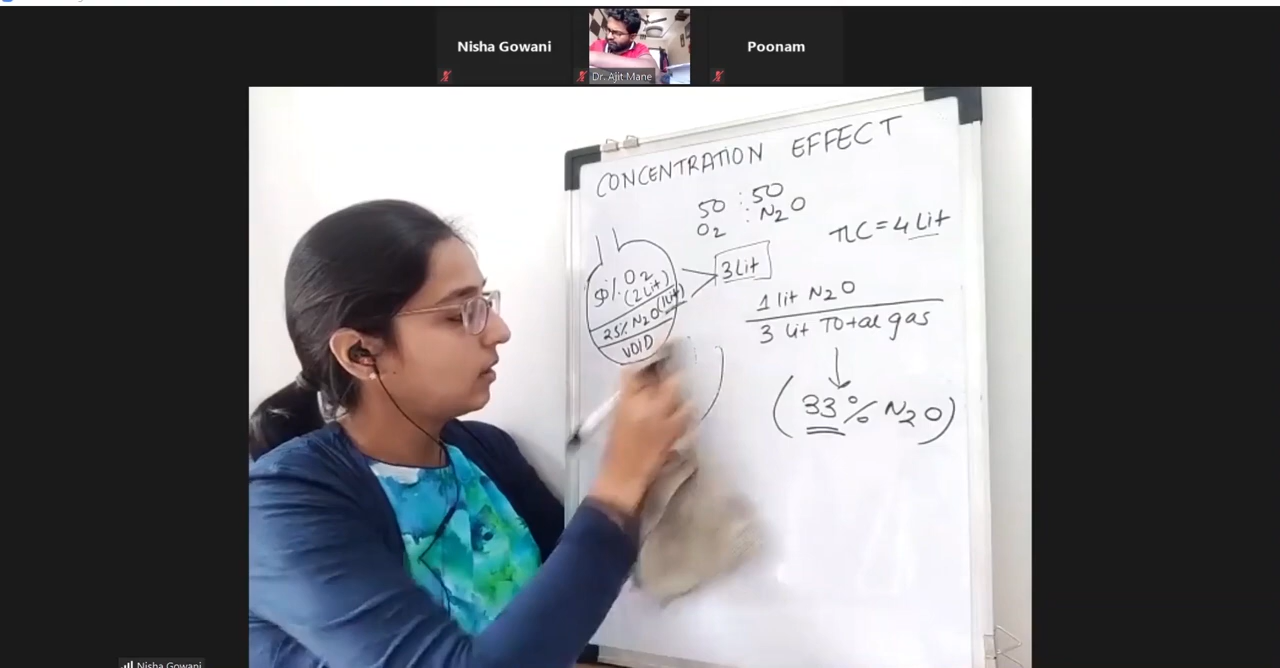 Nisha Gowani
Dr. Ajit Mane
Poonam
CONCENTRATION EFFECT
50 : 50
O2 : N2O
TLC = 4 Lit
50% O2
(2 Lit)
25% N2O (1 Lit)
VOID
3 Lit
1 lit N2O
3 Lit Total gas
(33% N2O)
Nisha Gowani